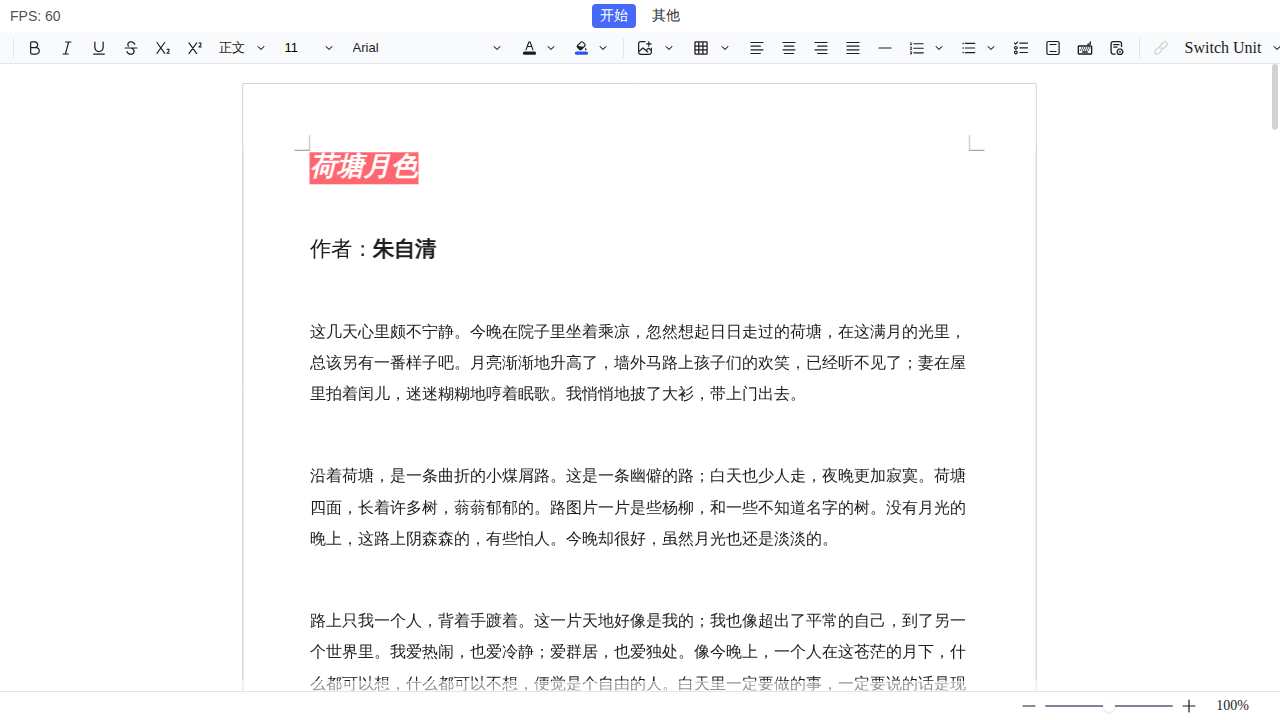 FPS: 60
开始 其他
正文 11 Arial Switch Unit
荷塘月色
作者：朱自清
这几天心里颇不宁静。今晚在院子里坐着乘凉，忽然想起日日走过的荷塘，在这满月的光里，
总该另有一番样子吧。月亮渐渐地升高了，墙外马路上孩子们的欢笑，已经听不见了；妻在屋
里拍着闰儿，迷迷糊糊地哼着眠歌。我悄悄地披了大衫，带上门出去。
沿着荷塘，是一条曲折的小煤屑路。这是一条幽僻的路；白天也少人走，夜晚更加寂寞。荷塘
四面，长着许多树，蓊蓊郁郁的。路图片一片是些杨柳，和一些不知道名字的树。没有月光的
晚上，这路上阴森森的，有些怕人。今晚却很好，虽然月光也还是淡淡的。
路上只我一个人，背着手踱着。这一片天地好像是我的；我也像超出了平常的自己，到了另一
个世界里。我爱热闹，也爱冷静；爱群居，也爱独处。像今晚上，一个人在这苍茫的月下，什
么都可以想，什么都可以不想，便觉是个自由的人。白天里一定要做的事，一定要说的话是现
100%